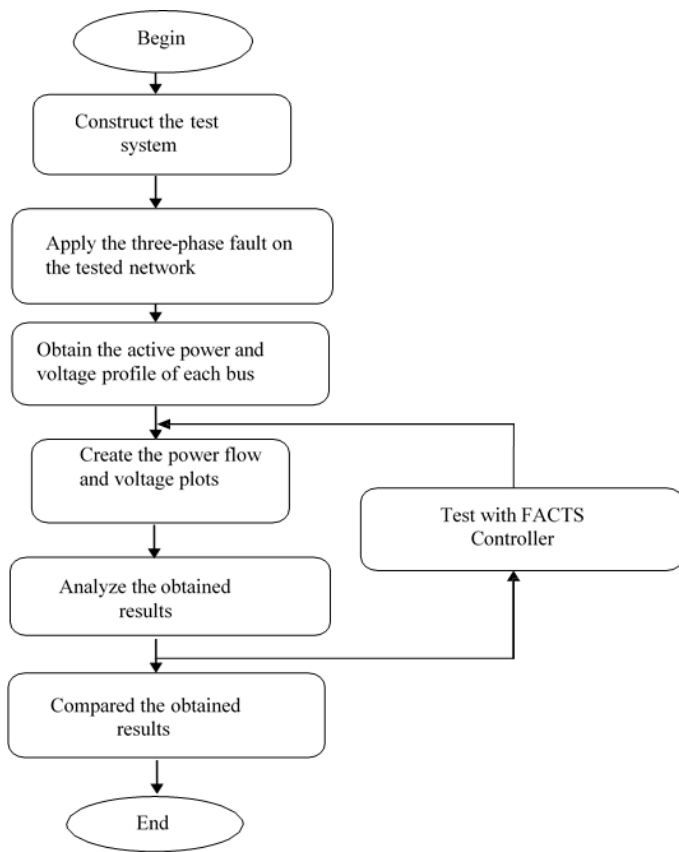 Begin
Construct the test
system
Apply the three-phase fault on
the tested network
Obtain the active power and
voltage profile of each bus
Create the power flow
and voltage plots
Test with FACTS
Controller
Analyze the obtained
results
Compared the obtained
results
End